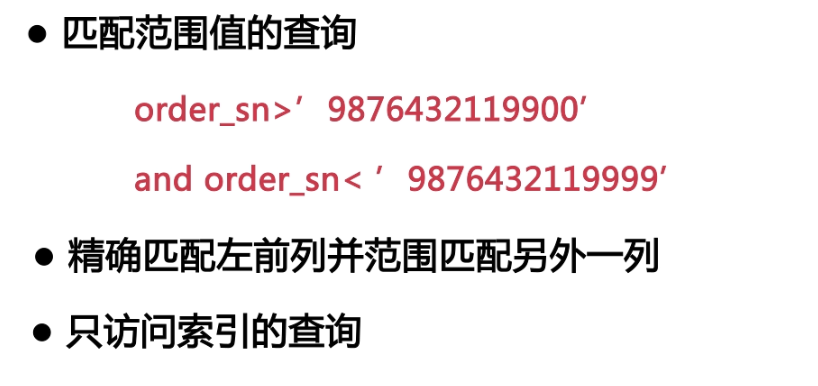 ● 匹配范围值的查询
order_sn>’ 9876432119900’
and order_sn< ’ 9876432119999’
● 精确匹配左前列并范围匹配另外一列
● 只访问索引的查询